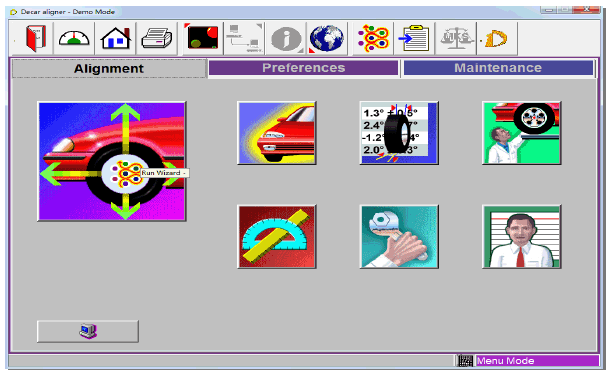 Decar aligner - Demo Mode
Alignment
Preferences
Maintenance
1.3°
2.4°
-1.2°
2.0°
Run Wizard -
Menu Mode